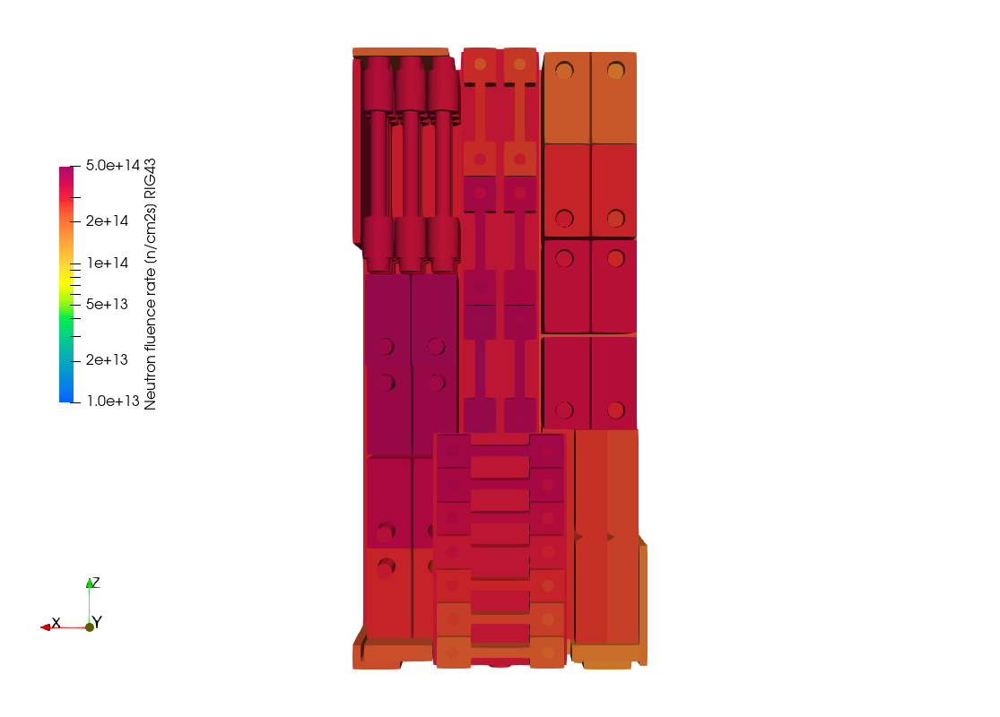 5.0e+14
2e+14
1e+14
5e+13
2e+13
1.0e+13
Neutron fluence rate (n/cm2s) RIG43
Z
X
Y